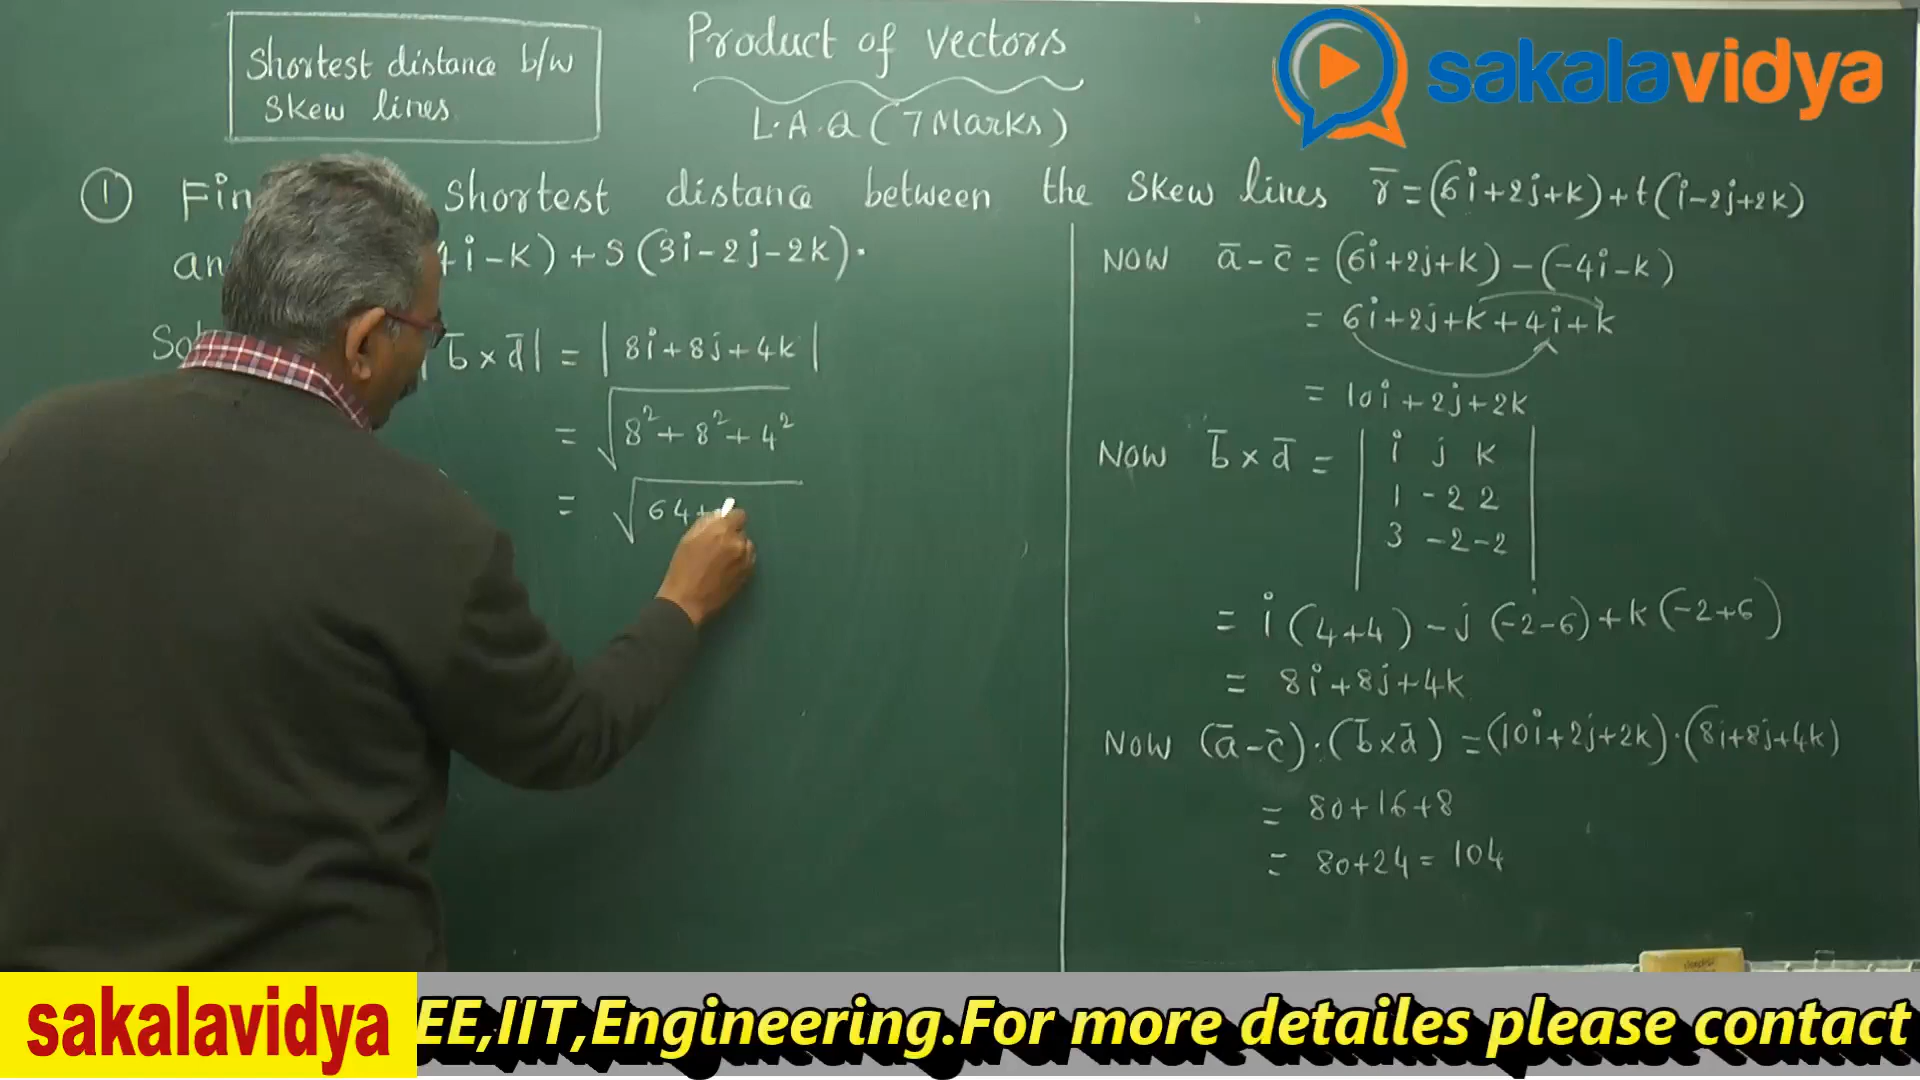 Shortest distance b/w
Skew lines
Product of vectors
L.A.Q (7 Marks)
sakalavidya
① Fin shortest distance between the skew lines r̅ = (6i+2j+k)+t(i-2j+2k)
an 4i-k)+s(3i-2j-2k).
b̅ × d̅| = |8i+8j+4k|
= √8²+8²+4²
= √64+
Now a̅-c̅ = (6i+2j+k)-(-4i-k)
= 6i+2j+k+4i+k
= 10i+2j+2k
Now b̅ × d̅ = | i j k
1 -2 2
3 -2 -2 |
= i(4+4)-j(-2-6)+k(-2+6)
= 8i+8j+4k
Now (a̅-c̅).(b̅×d̅) = (10i+2j+2k).(8i+8j+4k)
= 80+16+8
= 80+24 = 104
sakalavidya
EE,IIT,Engineering.For more detailes please contact